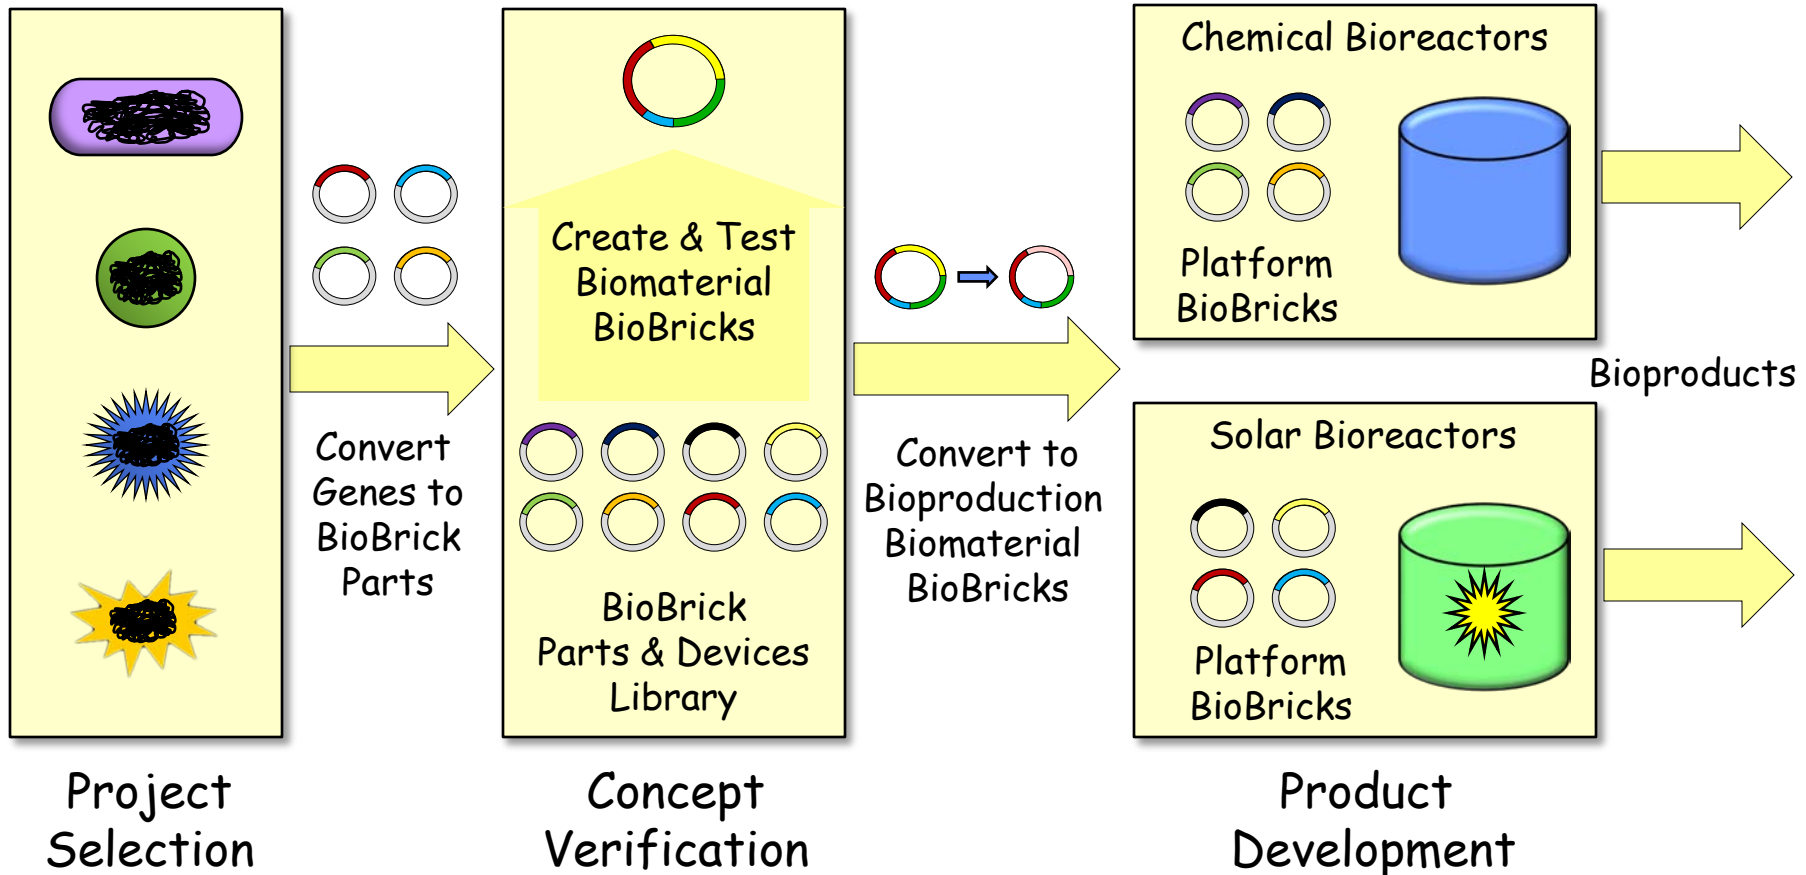 Convert
Genes to
BioBrick
Parts
Create & Test
Biomaterial
BioBricks
BioBrick
Parts & Devices
Library
Convert to
Bioproduction
Biomaterial
BioBricks
Chemical Bioreactors
Platform
BioBricks
Solar Bioreactors
Platform
BioBricks
Bioproducts
Project
Selection
Concept
Verification
Product
Development